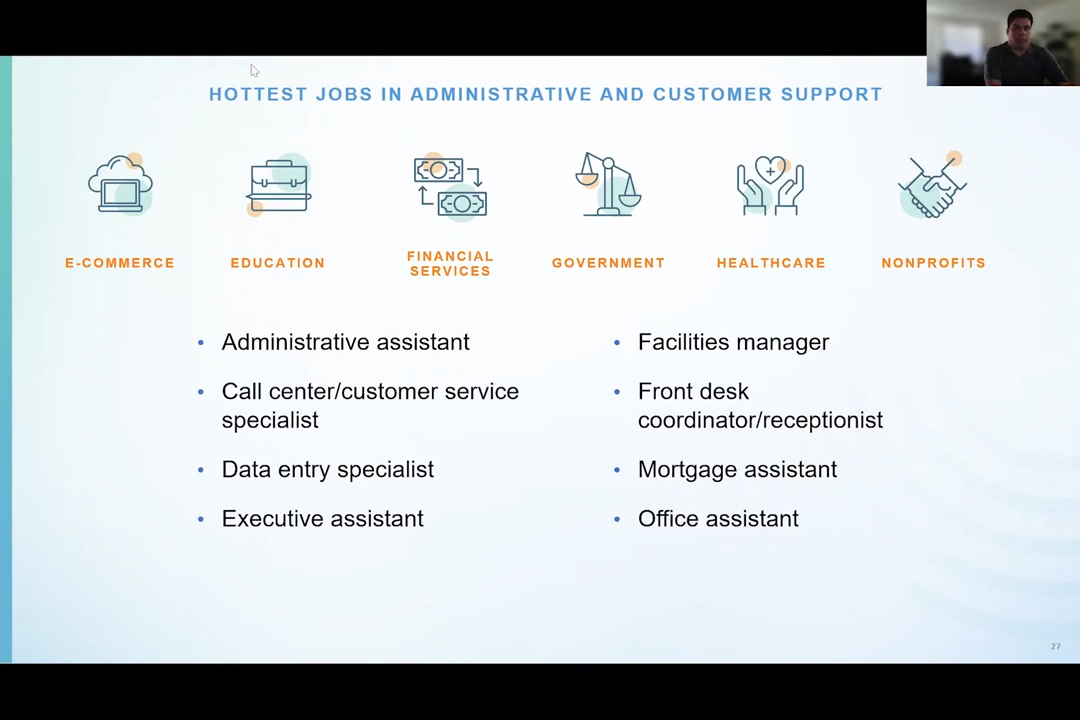 HOTTEST JOBS IN ADMINISTRATIVE AND CUSTOMER SUPPORT
E-COMMERCE
EDUCATION
FINANCIAL
SERVICES
GOVERNMENT
HEALTHCARE
NONPROFITS
• Administrative assistant
• Call center/customer service
specialist
• Data entry specialist
• Executive assistant
• Facilities manager
• Front desk
coordinator/receptionist
• Mortgage assistant
• Office assistant
27